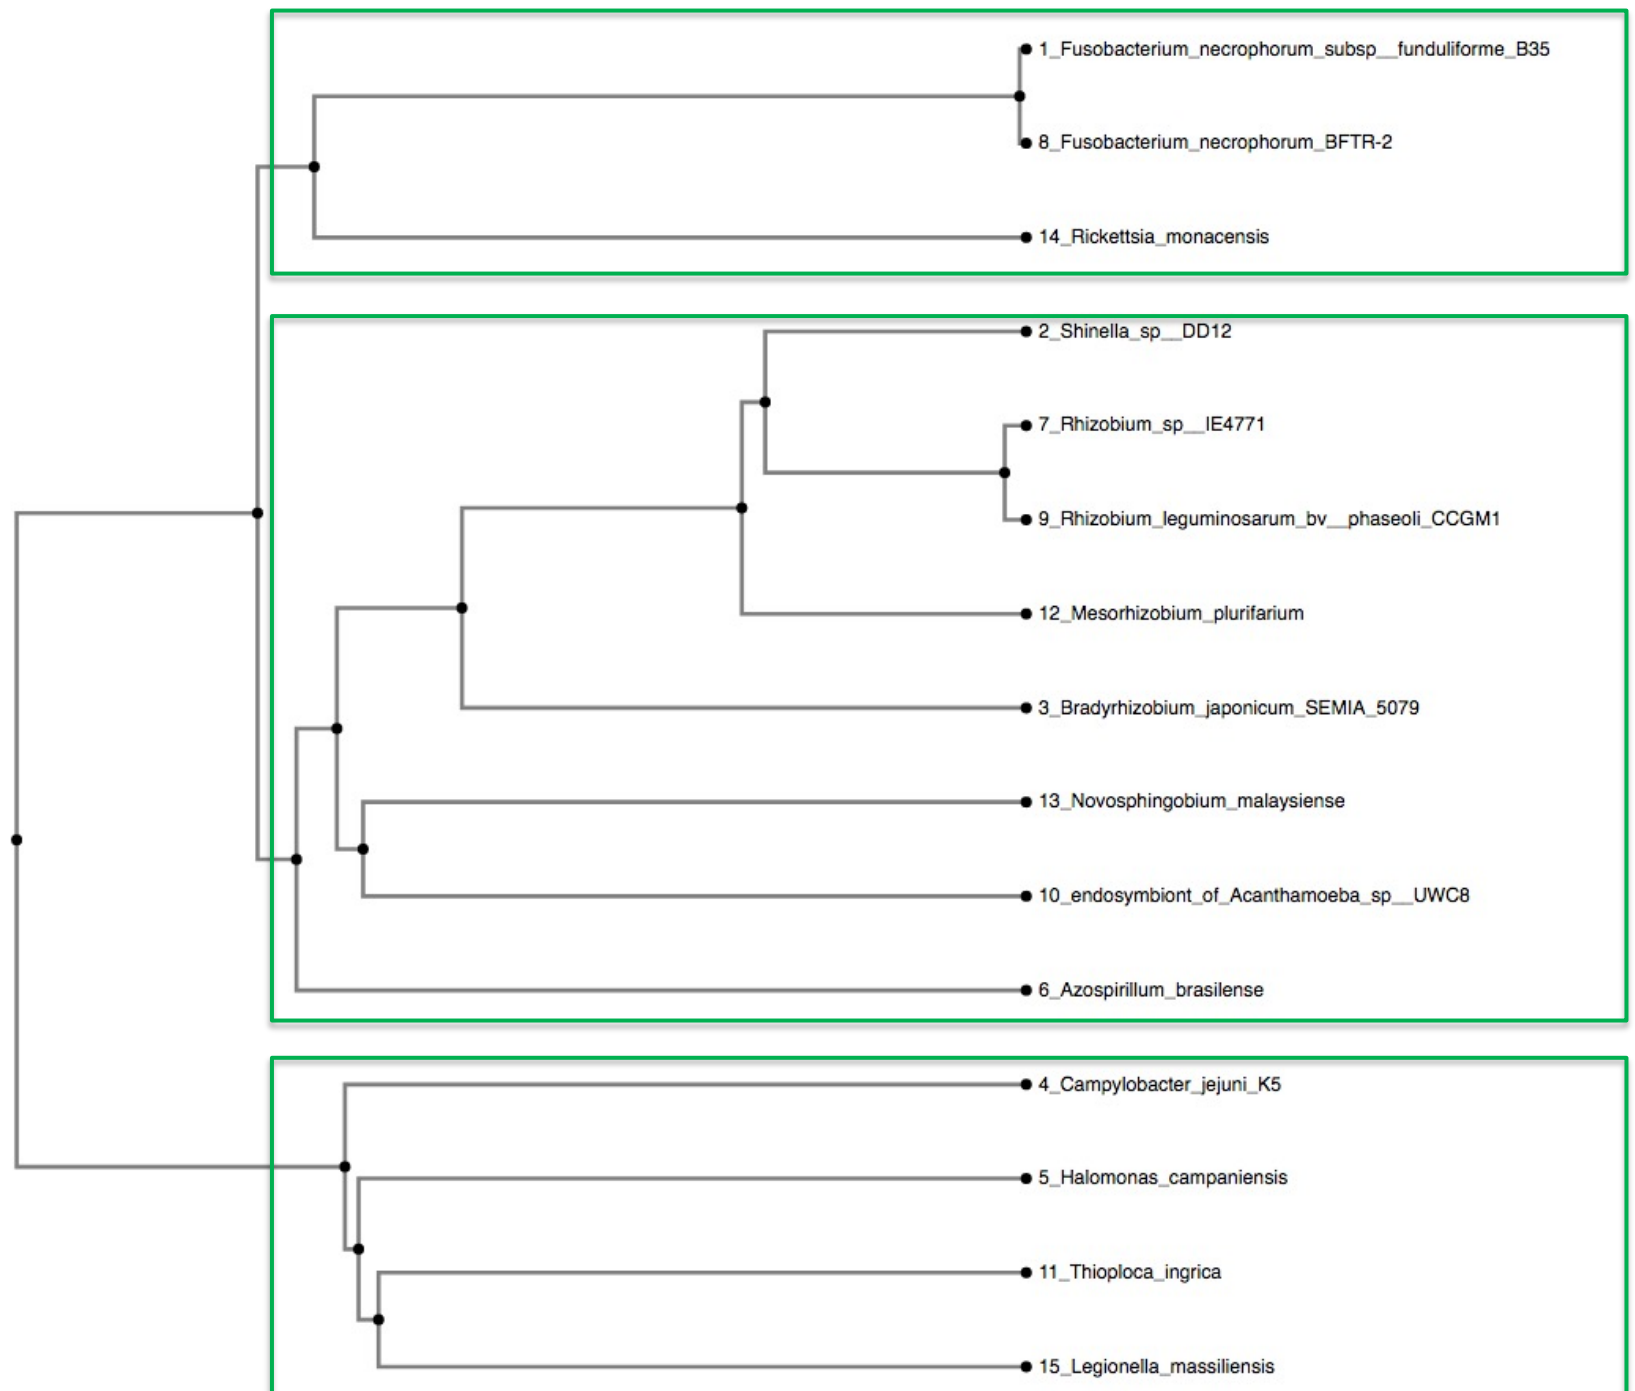 1_Fusobacterium_necrophorum_subsp__funduliforme_B35
8_Fusobacterium_necrophorum_BFTR-2
14_Rickettsia_monacensis
2_Shinella_sp__DD12
7_Rhizobium_sp__IE4771
9_Rhizobium_leguminosarum_bv__phaseoli_CCGM1
12_Mesorhizobium_plurifarium
3_Bradyrhizobium_japonicum_SEMIA_5079
13_Novosphingobium_malaysiense
10_endosymbiont_of_Acanthamoeba_sp__UWC8
6_Azospirillum_brasilense
4_Campylobacter_jejuni_K5
5_Halomonas_campaniensis
11_Thioploca_ingrica
15_Legionella_massiliensis